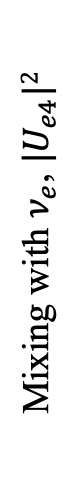 Mixing with νₑ, |Uₑ₄|²